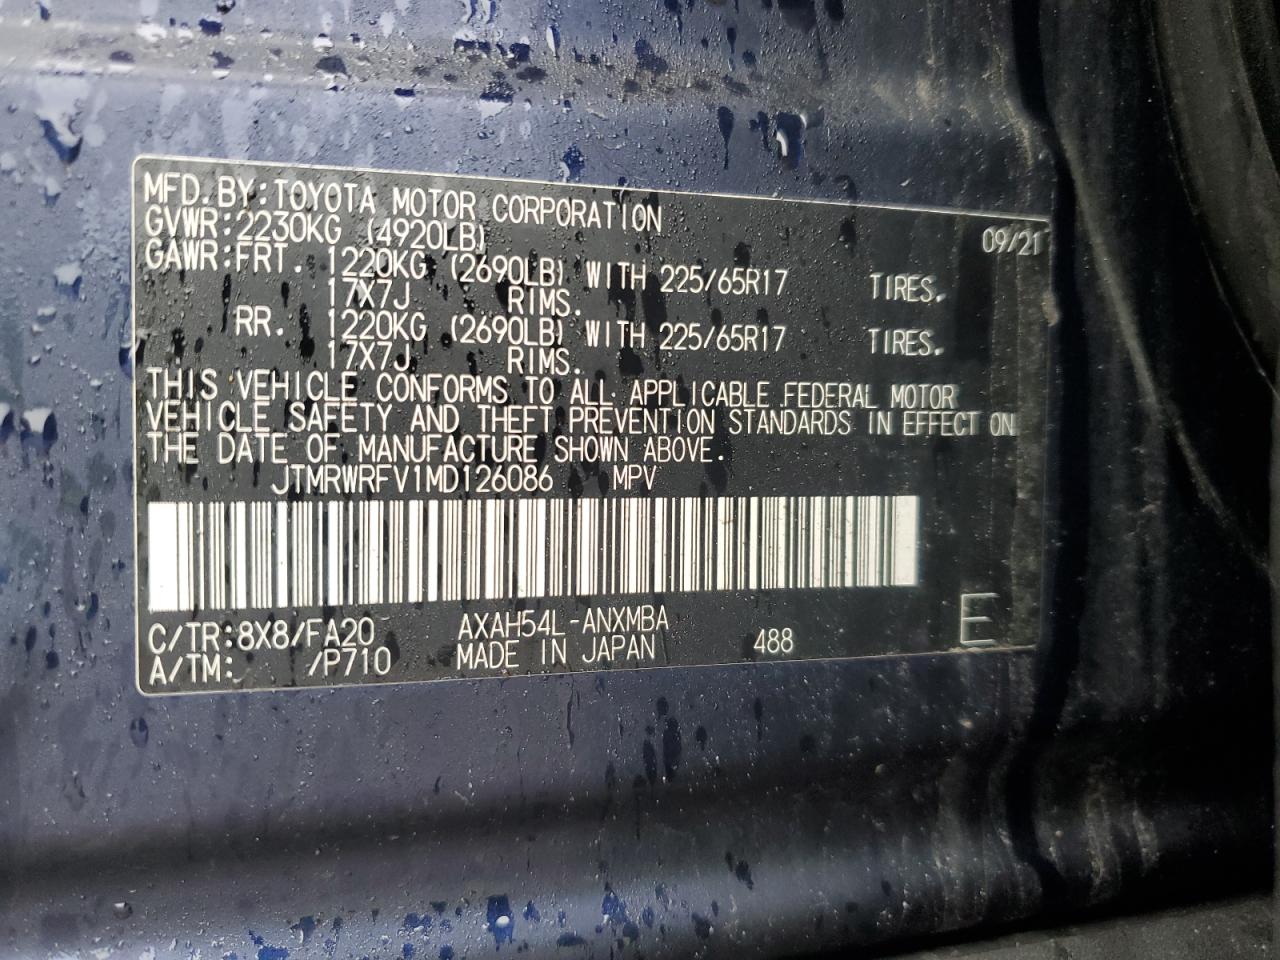 MFD. BY: TOYOTA MOTOR CORPORATION
GVWR: 2230KG (4920LB) 09/21
GAWR: FRT. 1220KG (2690LB) WITH 225/65R17 TIRES.
17X7J RIMS.
RR. 1220KG (2690LB) WITH 225/65R17 TIRES.
17X7J RIMS.
THIS VEHICLE CONFORMS TO ALL APPLICABLE FEDERAL MOTOR
VEHICLE SAFETY AND THEFT PREVENTION STANDARDS IN EFFECT ON
THE DATE OF MANUFACTURE SHOWN ABOVE.
JTMRWRFV1MD126086 MPV
C/TR: 8X8/FA20 AXAH54L-ANXMBA
A/TM: /P710 MADE IN JAPAN 488 E